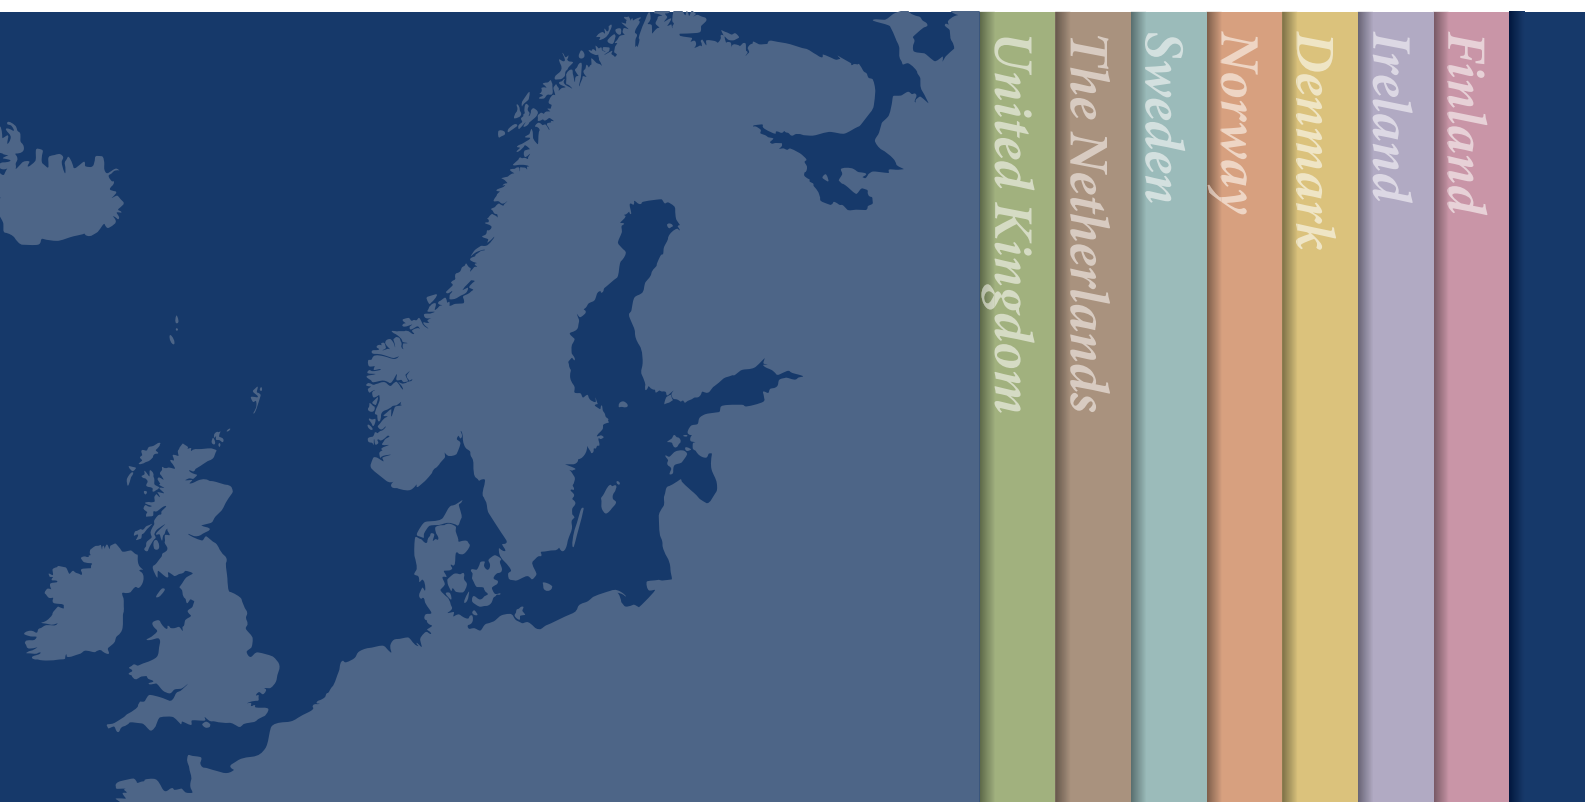 United Kingdom
The Netherlands
Sweden
Norway
Denmark
Ireland
Finland